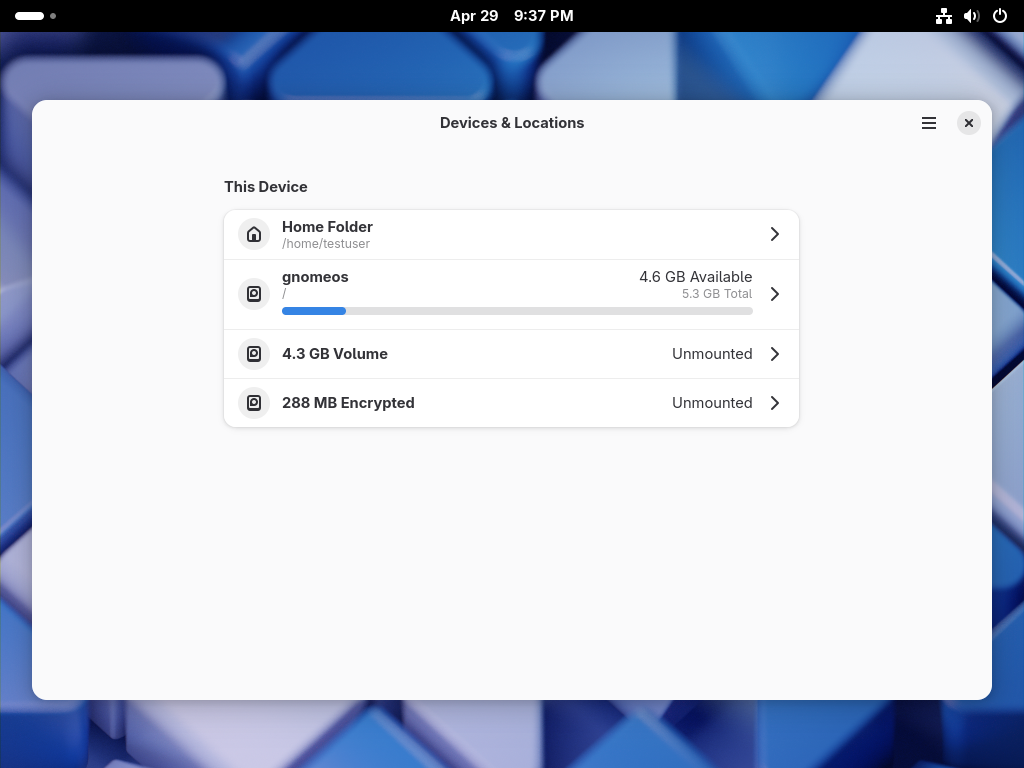 Apr 29 9:37 PM
Devices & Locations
This Device
Home Folder
/home/testuser
gnomeos
4.6 GB Available
/
5.3 GB Total
4.3 GB Volume
Unmounted
288 MB Encrypted
Unmounted